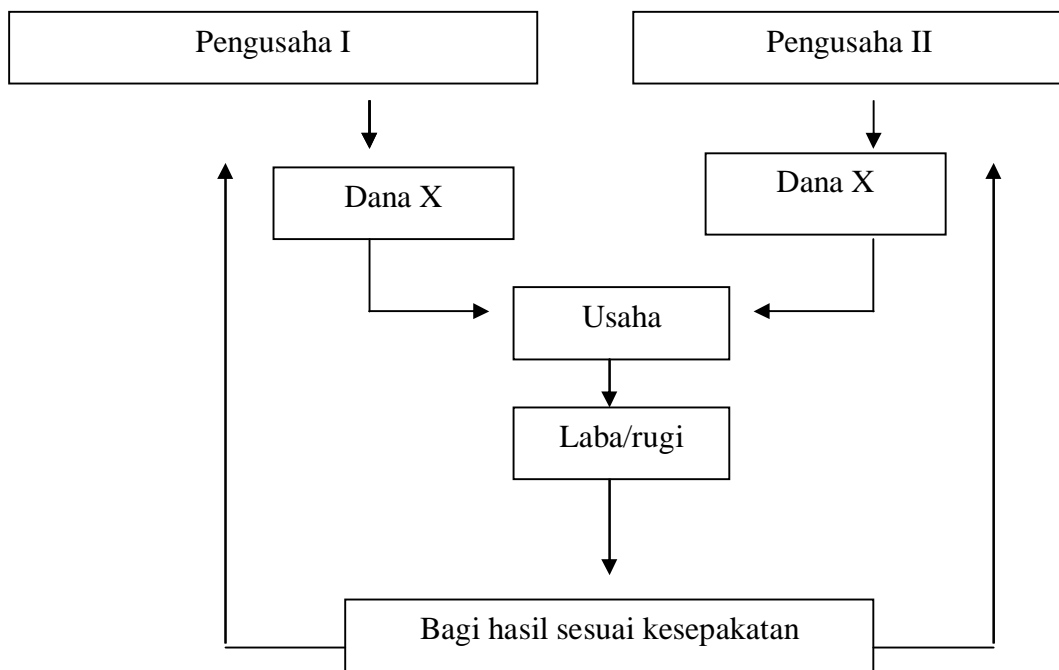 Pengusaha I
Pengusaha II
Dana X
Dana X
Usaha
Laba/rugi
Bagi hasil sesuai kesepakatan